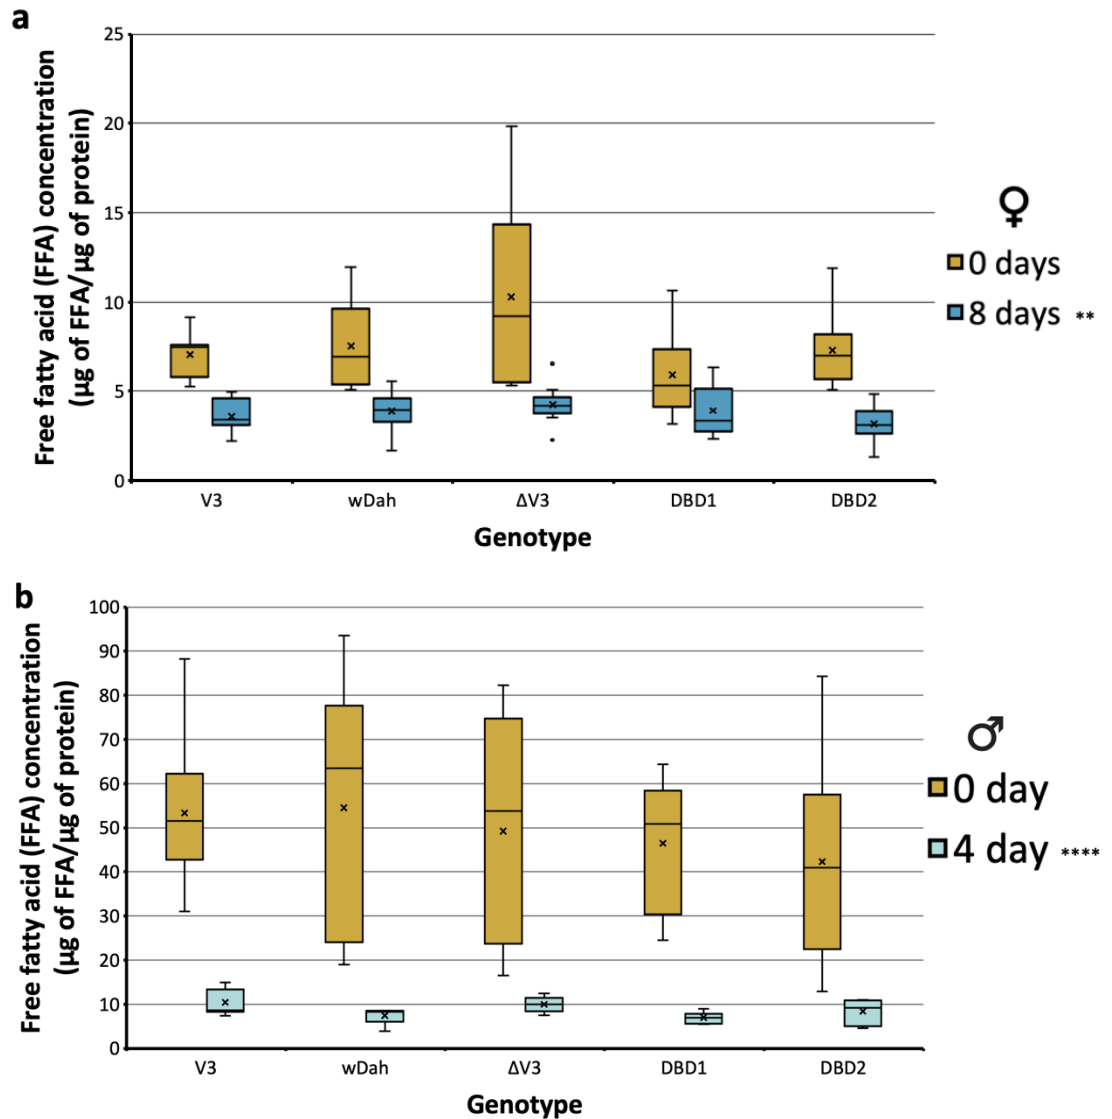 a
Free fatty acid (FFA) concentration
(µg of FFA/µg of protein)
25
20
15
10
5
0
V3 wDah ΔV3 DBD1 DBD2
Genotype
♀
0 days
8 days **
b
Free fatty acid (FFA) concentration
(µg of FFA/µg of protein)
100
90
80
70
60
50
40
30
20
10
0
V3 wDah ΔV3 DBD1 DBD2
Genotype
♂
0 day
4 day ****